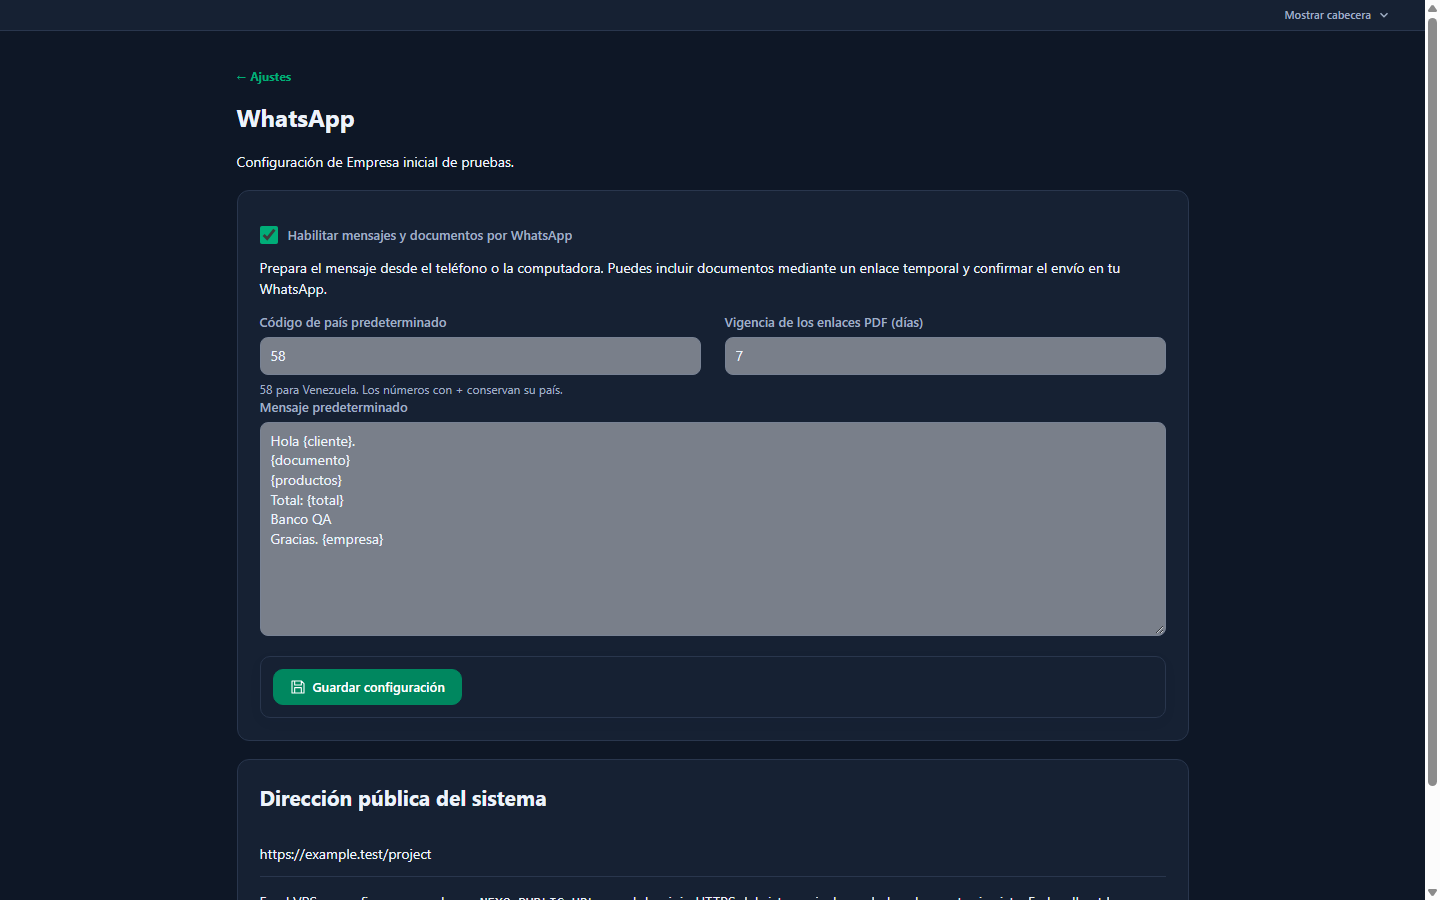 Mostrar cabecera
← Ajustes
WhatsApp
Configuración de Empresa inicial de pruebas.
Habilitar mensajes y documentos por WhatsApp
Prepara el mensaje desde el teléfono o la computadora. Puedes incluir documentos mediante un enlace temporal y confirmar el envío en tu
WhatsApp.
Código de país predeterminado
Vigencia de los enlaces PDF (días)
58
7
58 para Venezuela. Los números con + conservan su país.
Mensaje predeterminado
Hola {cliente}.
{documento}
{productos}
Total: {total}
Banco QA
Gracias. {empresa}
Guardar configuración
Dirección pública del sistema
https://example.test/project